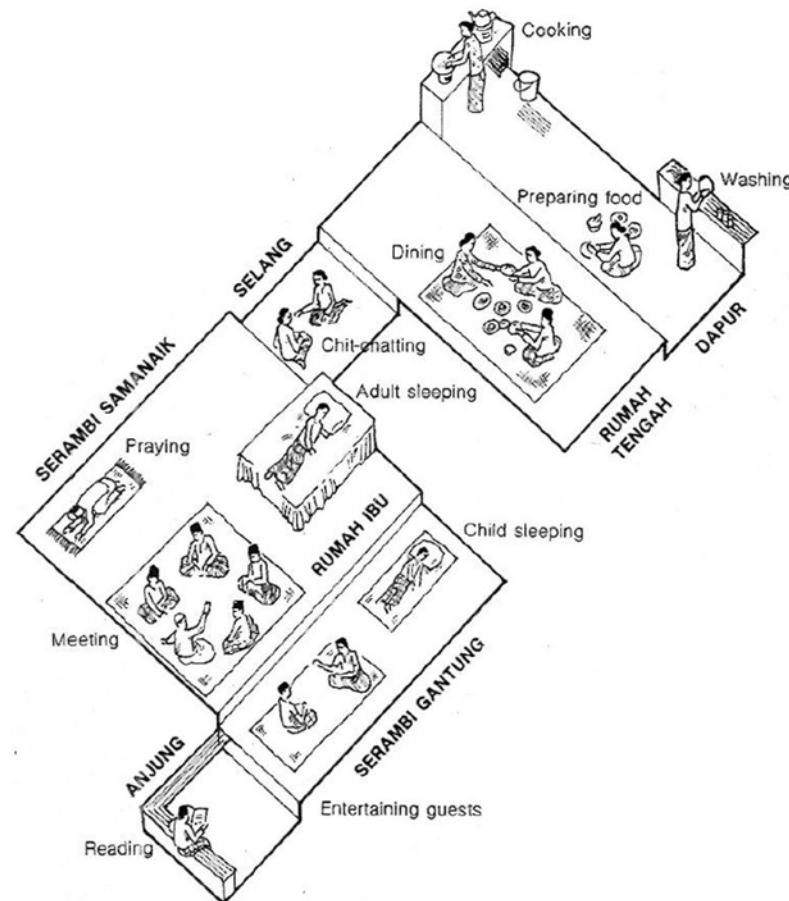 Cooking
Washing
Preparing food
Dining
SELANG
DAPUR
Chit-chatting
SERAMBI SAMANAIK
Adult sleeping
RUMAH
TENGAH
Praying
RUMAH IBU
Child sleeping
Meeting
SERAMBI GANTUNG
ANJUNG
Entertaining guests
Reading